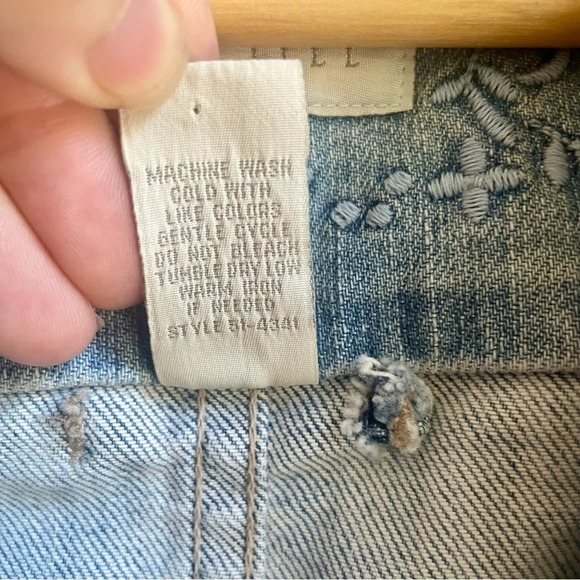 MACHINE WASH
COLD WITH
LIKE COLORS
GENTLE CYCLE
DO NOT BLEACH
TUMBLE DRY LOW
WARM IRON
IF NEEDED
STYLE 51-4341